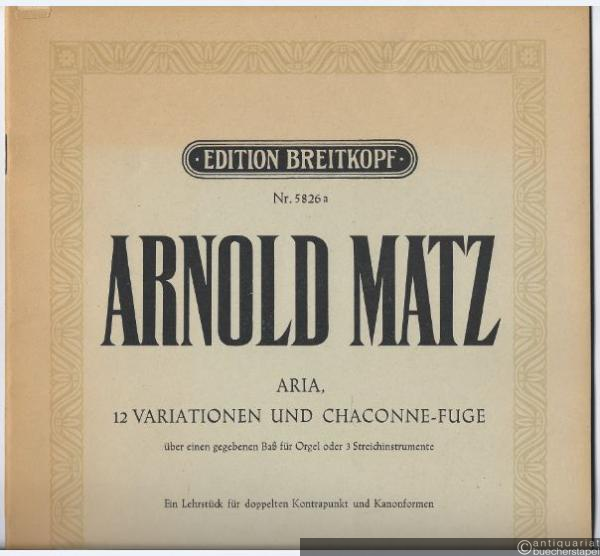 · EDITION BREITKOPF ·
Nr. 5826 a
ARNOLD MATZ
ARIA,
12 VARIATIONEN UND CHACONNE-FUGE
über einen gegebenen Baß für Orgel oder 3 Streichinstrumente
Ein Lehrstück für doppelten Kontrapunkt und Kanonformen
antiquariat
buecherstapel